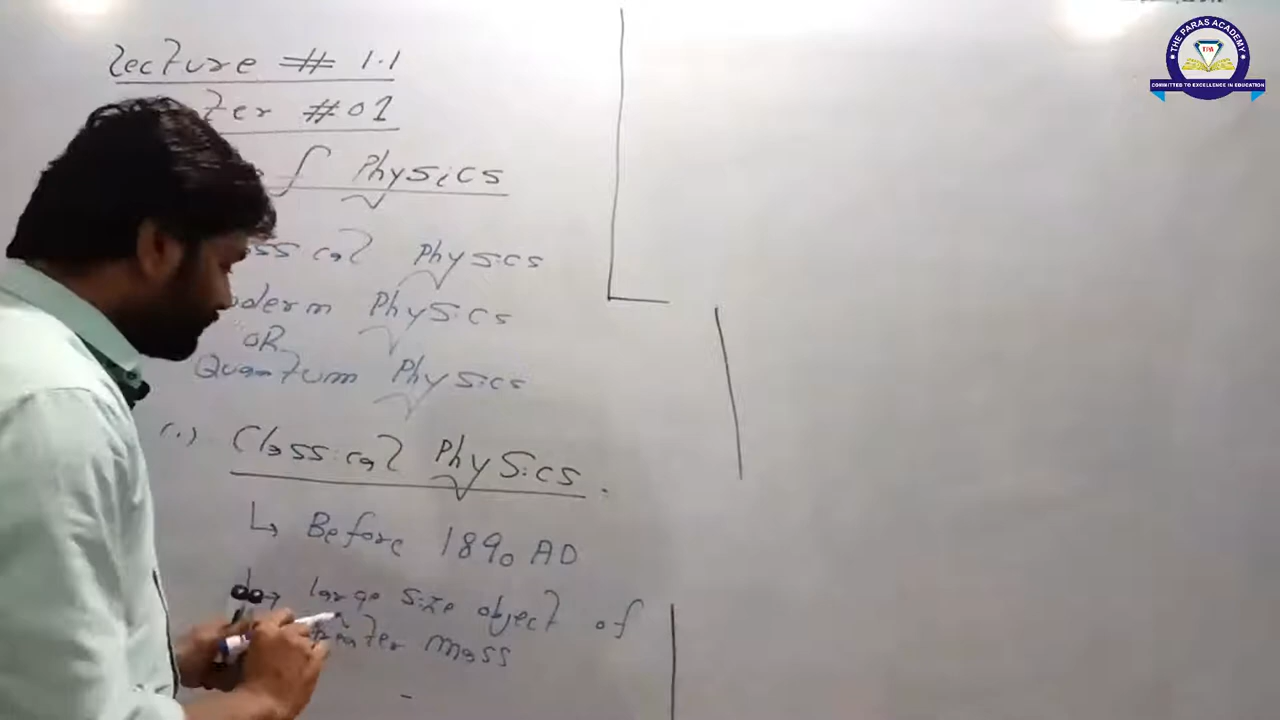 Lecture # 1.1
ter #01
f Physics
ssical Physics
odern Physics
OR
Quantum Physics
(1) Classical Physics.
↳ Before 1890 AD
↳ large size object of
greater mass
THE PARAS ACADEMY
TPA
COMMITTED TO EXCELLENCE IN EDUCATION